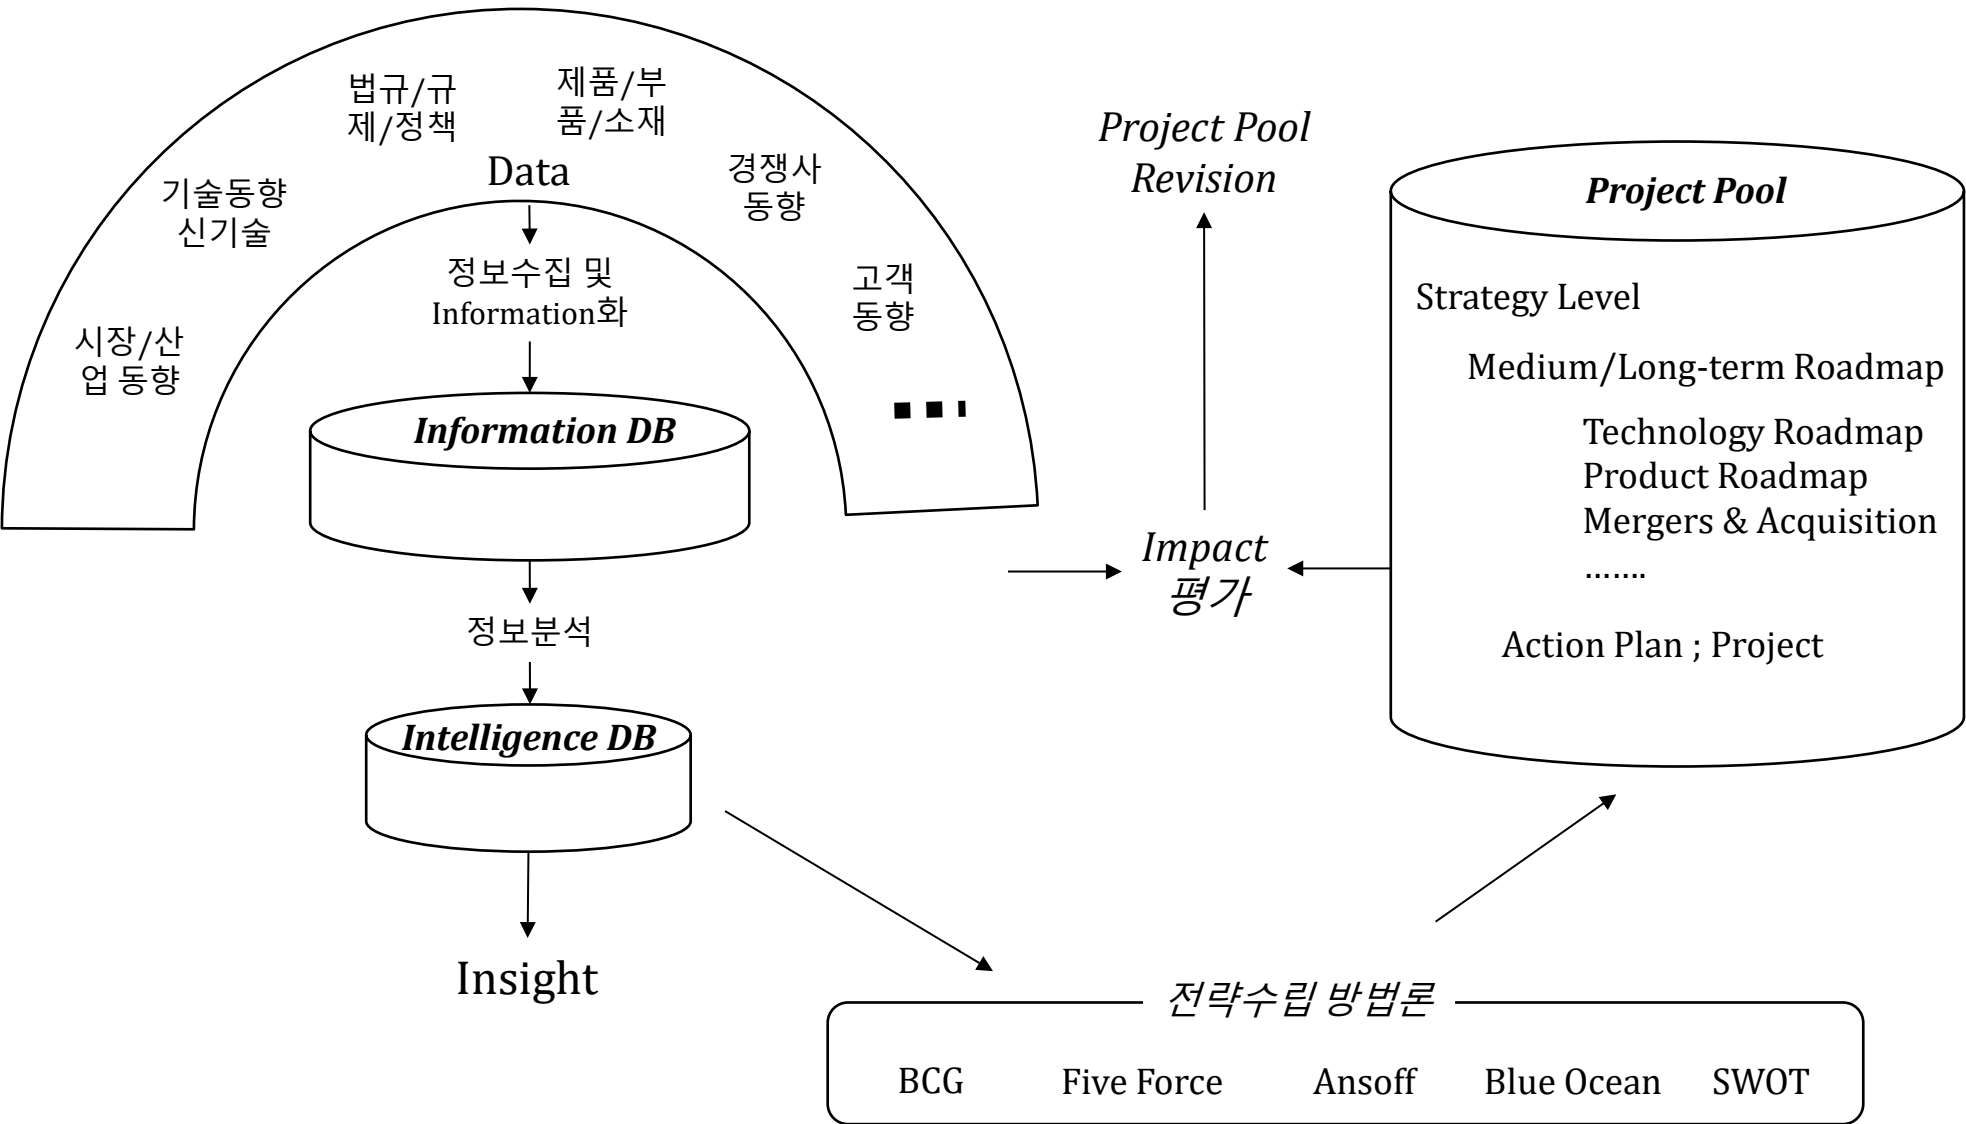 법규/규
제/정책
제품/부
품/소재
Data
기술동향
신기술
경쟁사
동향
시장/산
업 동향
고객
동향
정보수집 및
Information화
Information DB
정보분석
Intelligence DB
Insight
Project Pool
Revision
Impact
평가
Project Pool
Strategy Level
Medium/Long-term Roadmap
Technology Roadmap
Product Roadmap
Mergers & Acquisition
…….
Action Plan ; Project
전략수립 방법론
BCG Five Force Ansoff Blue Ocean SWOT